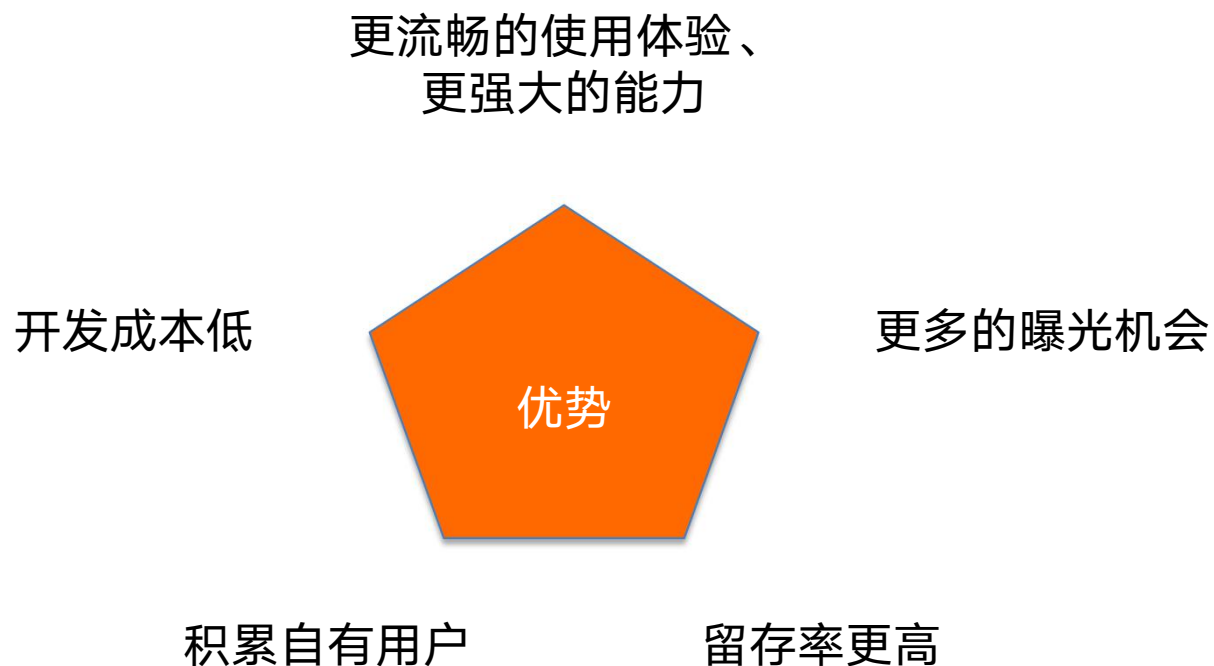 更流畅的使用体验、
更强大的能力
开发成本低
更多的曝光机会
优势
积累自有用户
留存率更高